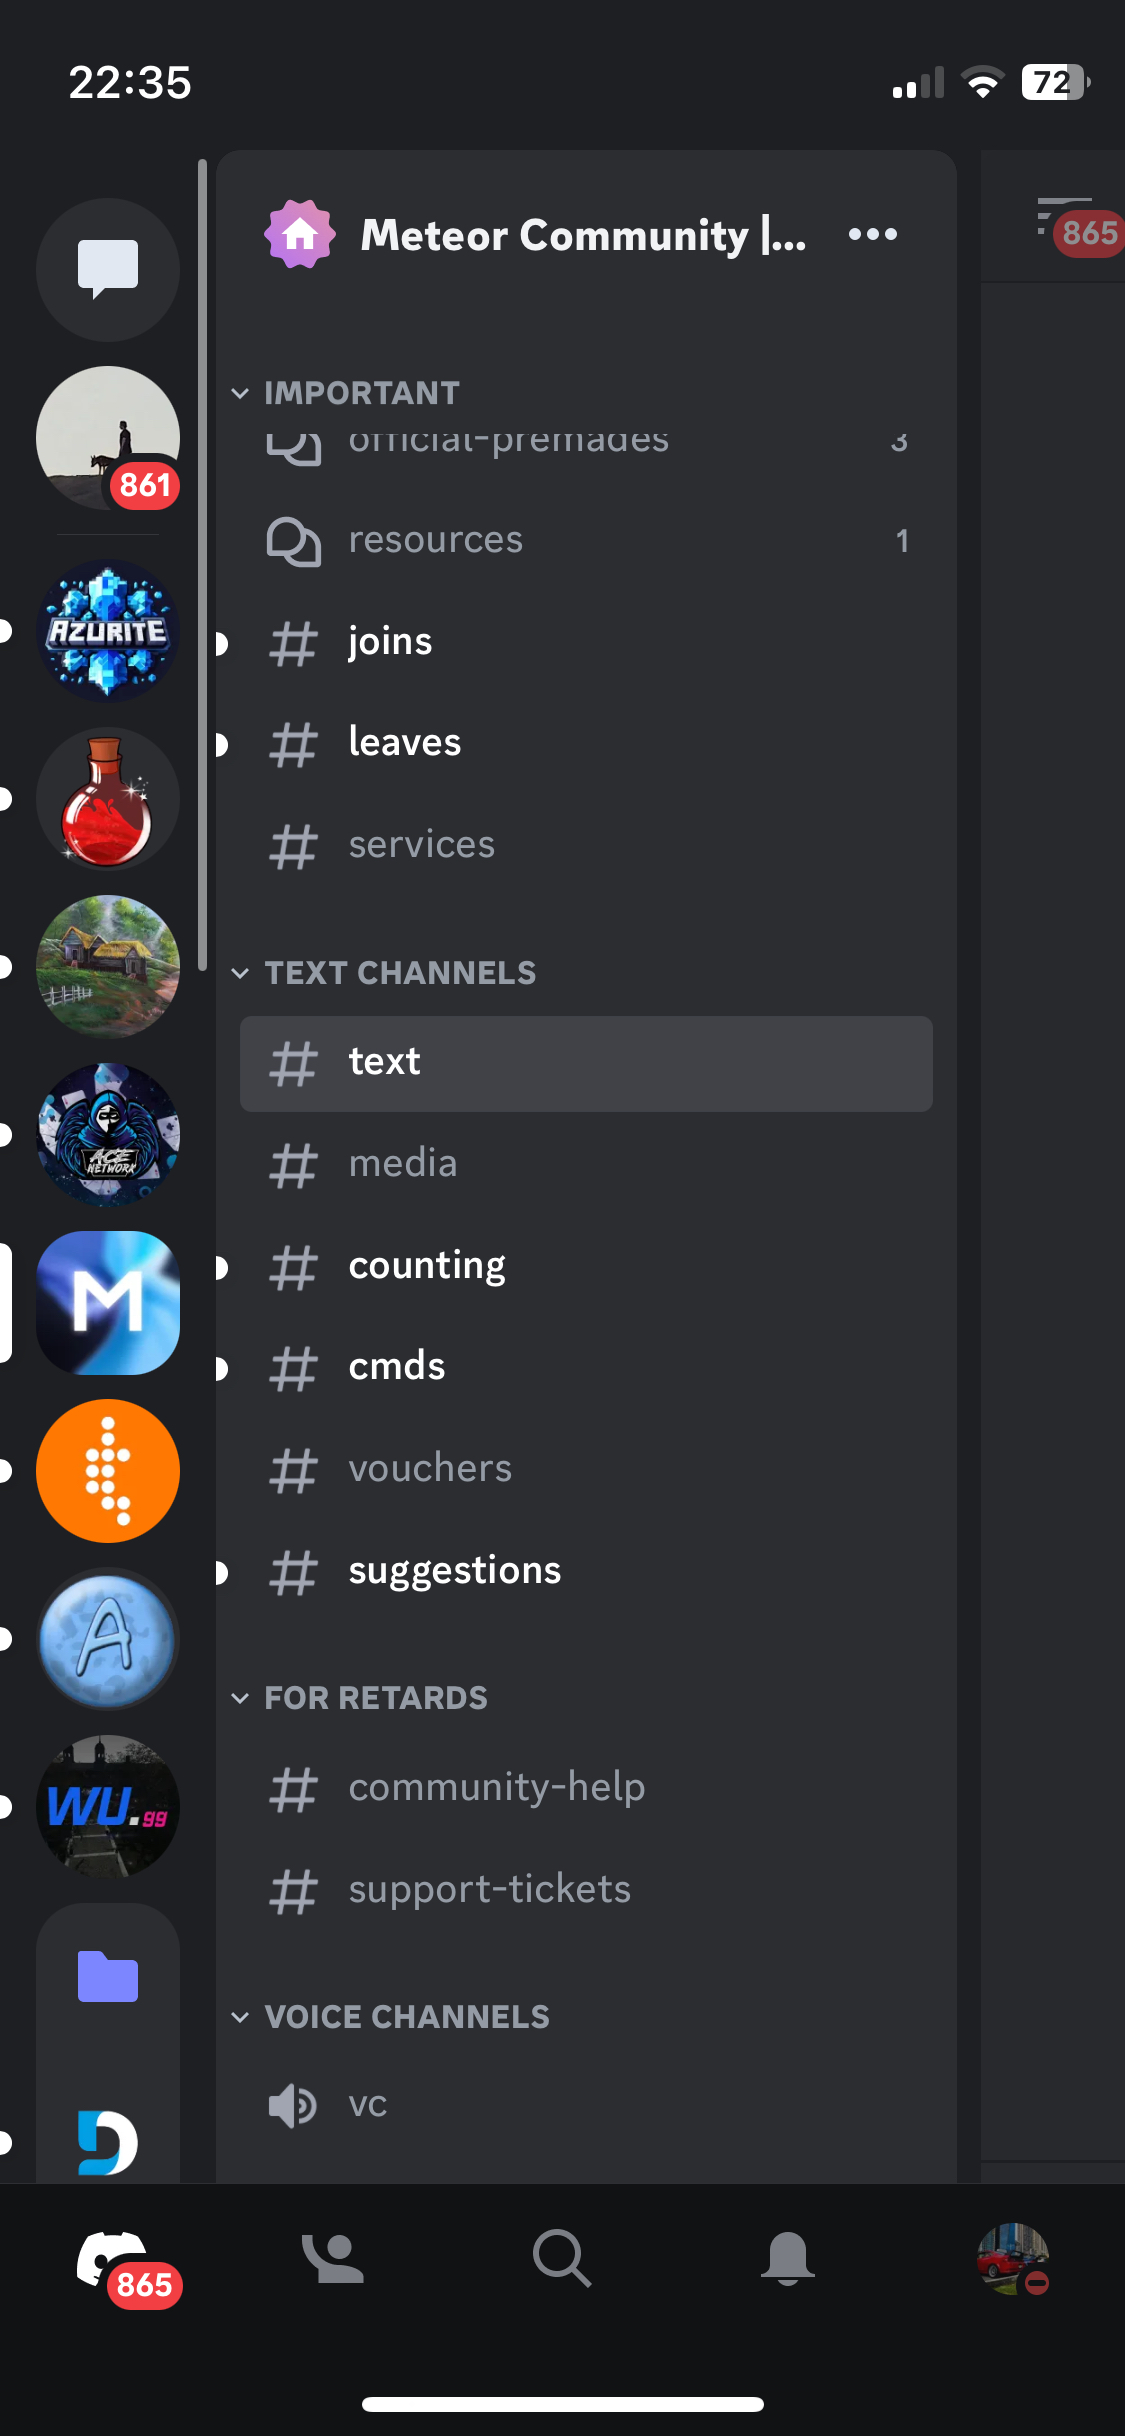 22:35
72
Meteor Community |...
865
861
IMPORTANT
official-premades 3
resources 1
AZURITE
joins
leaves
services
TEXT CHANNELS
text
ACE
NETWORK
media
M
counting
cmds
vouchers
suggestions
A
FOR RETARDS
WU.gg
community-help
support-tickets
VOICE CHANNELS
vc
865